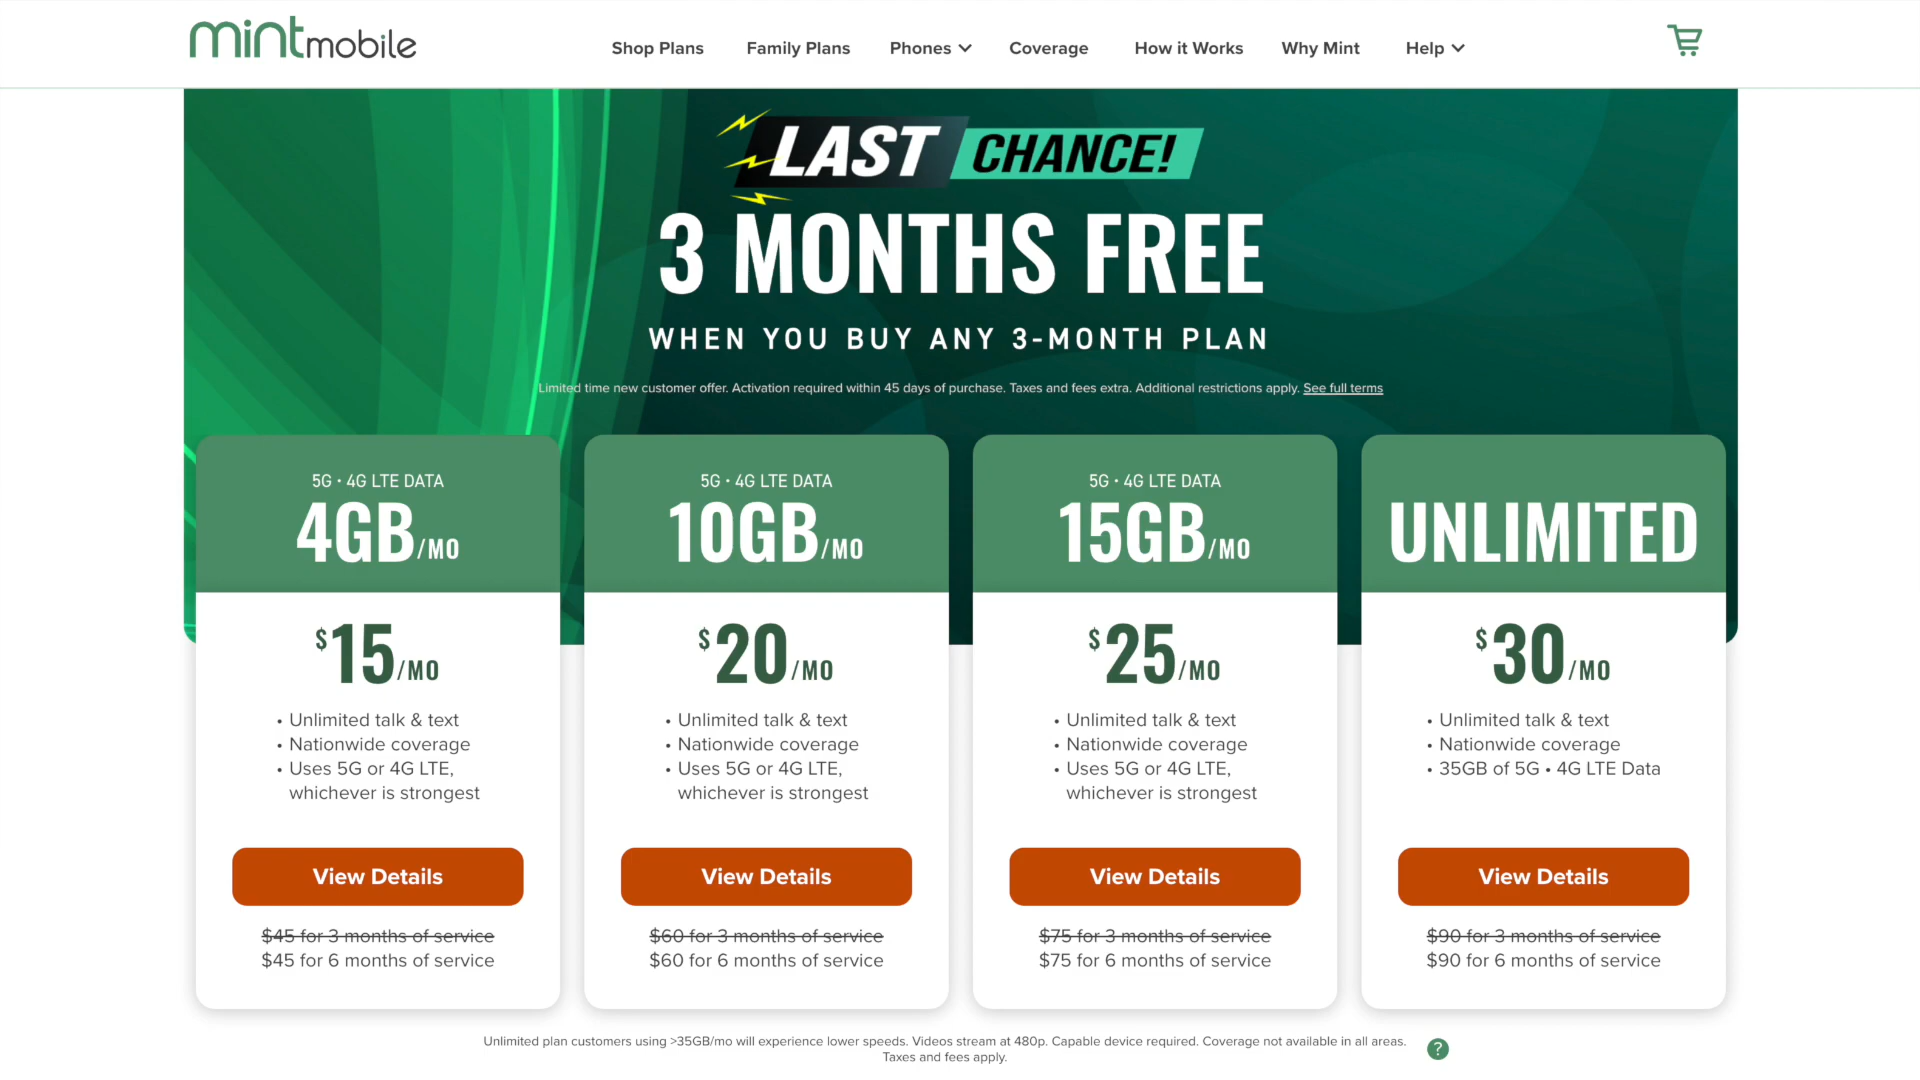 mintmobile
Shop Plans
Family Plans
Phones
Coverage
How it Works
Why Mint
Help
LAST CHANCE!
3 MONTHS FREE
WHEN YOU BUY ANY 3-MONTH PLAN
Limited time new customer offer. Activation required within 45 days of purchase. Taxes and fees extra. Additional restrictions apply. See full terms
5G • 4G LTE DATA
4GB/MO
$15/MO
• Unlimited talk & text
• Nationwide coverage
• Uses 5G or 4G LTE,
whichever is strongest
View Details
$45 for 3 months of service
$45 for 6 months of service
5G • 4G LTE DATA
10GB/MO
$20/MO
• Unlimited talk & text
• Nationwide coverage
• Uses 5G or 4G LTE,
whichever is strongest
View Details
$60 for 3 months of service
$60 for 6 months of service
5G • 4G LTE DATA
15GB/MO
$25/MO
• Unlimited talk & text
• Nationwide coverage
• Uses 5G or 4G LTE,
whichever is strongest
View Details
$75 for 3 months of service
$75 for 6 months of service
UNLIMITED
$30/MO
• Unlimited talk & text
• Nationwide coverage
• 35GB of 5G • 4G LTE Data
View Details
$90 for 3 months of service
$90 for 6 months of service
Unlimited plan customers using >35GB/mo will experience lower speeds. Videos stream at 480p. Capable device required. Coverage not available in all areas.
Taxes and fees apply.
?